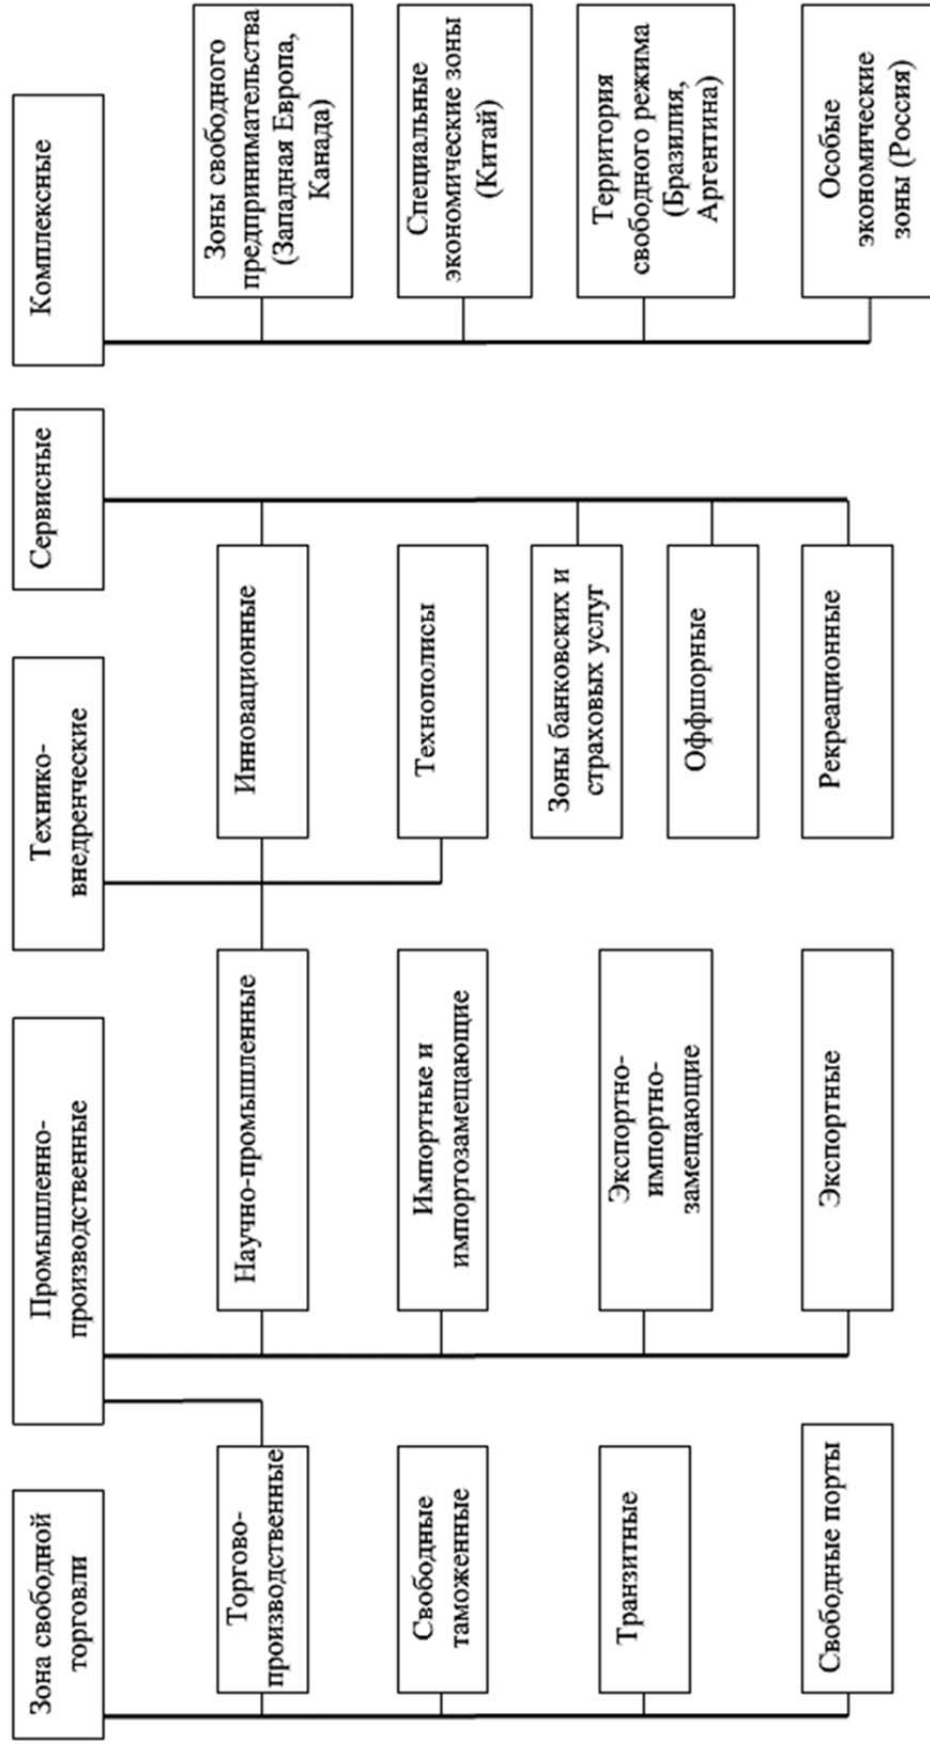 Зона свободной
торговли
Промышленно-
производственные
Технико-
внедренческие
Сервисные
Комплексные
Торгово-
производственные
Научно-промышленные
Инновационные
Зоны свободного
предпринимательства
(Западная Европа,
Канада)
Свободные
таможенные
Импортные и
импортозамещающие
Технополисы
Специальные
экономические зоны
(Китай)
Транзитные
Экспортно-
импортно-
замещающие
Зоны банковских и
страховых услуг
Оффшорные
Территория
свободного режима
(Бразилия,
Аргентина)
Свободные порты
Экспортные
Рекреационные
Особые
экономические
зоны (Россия)